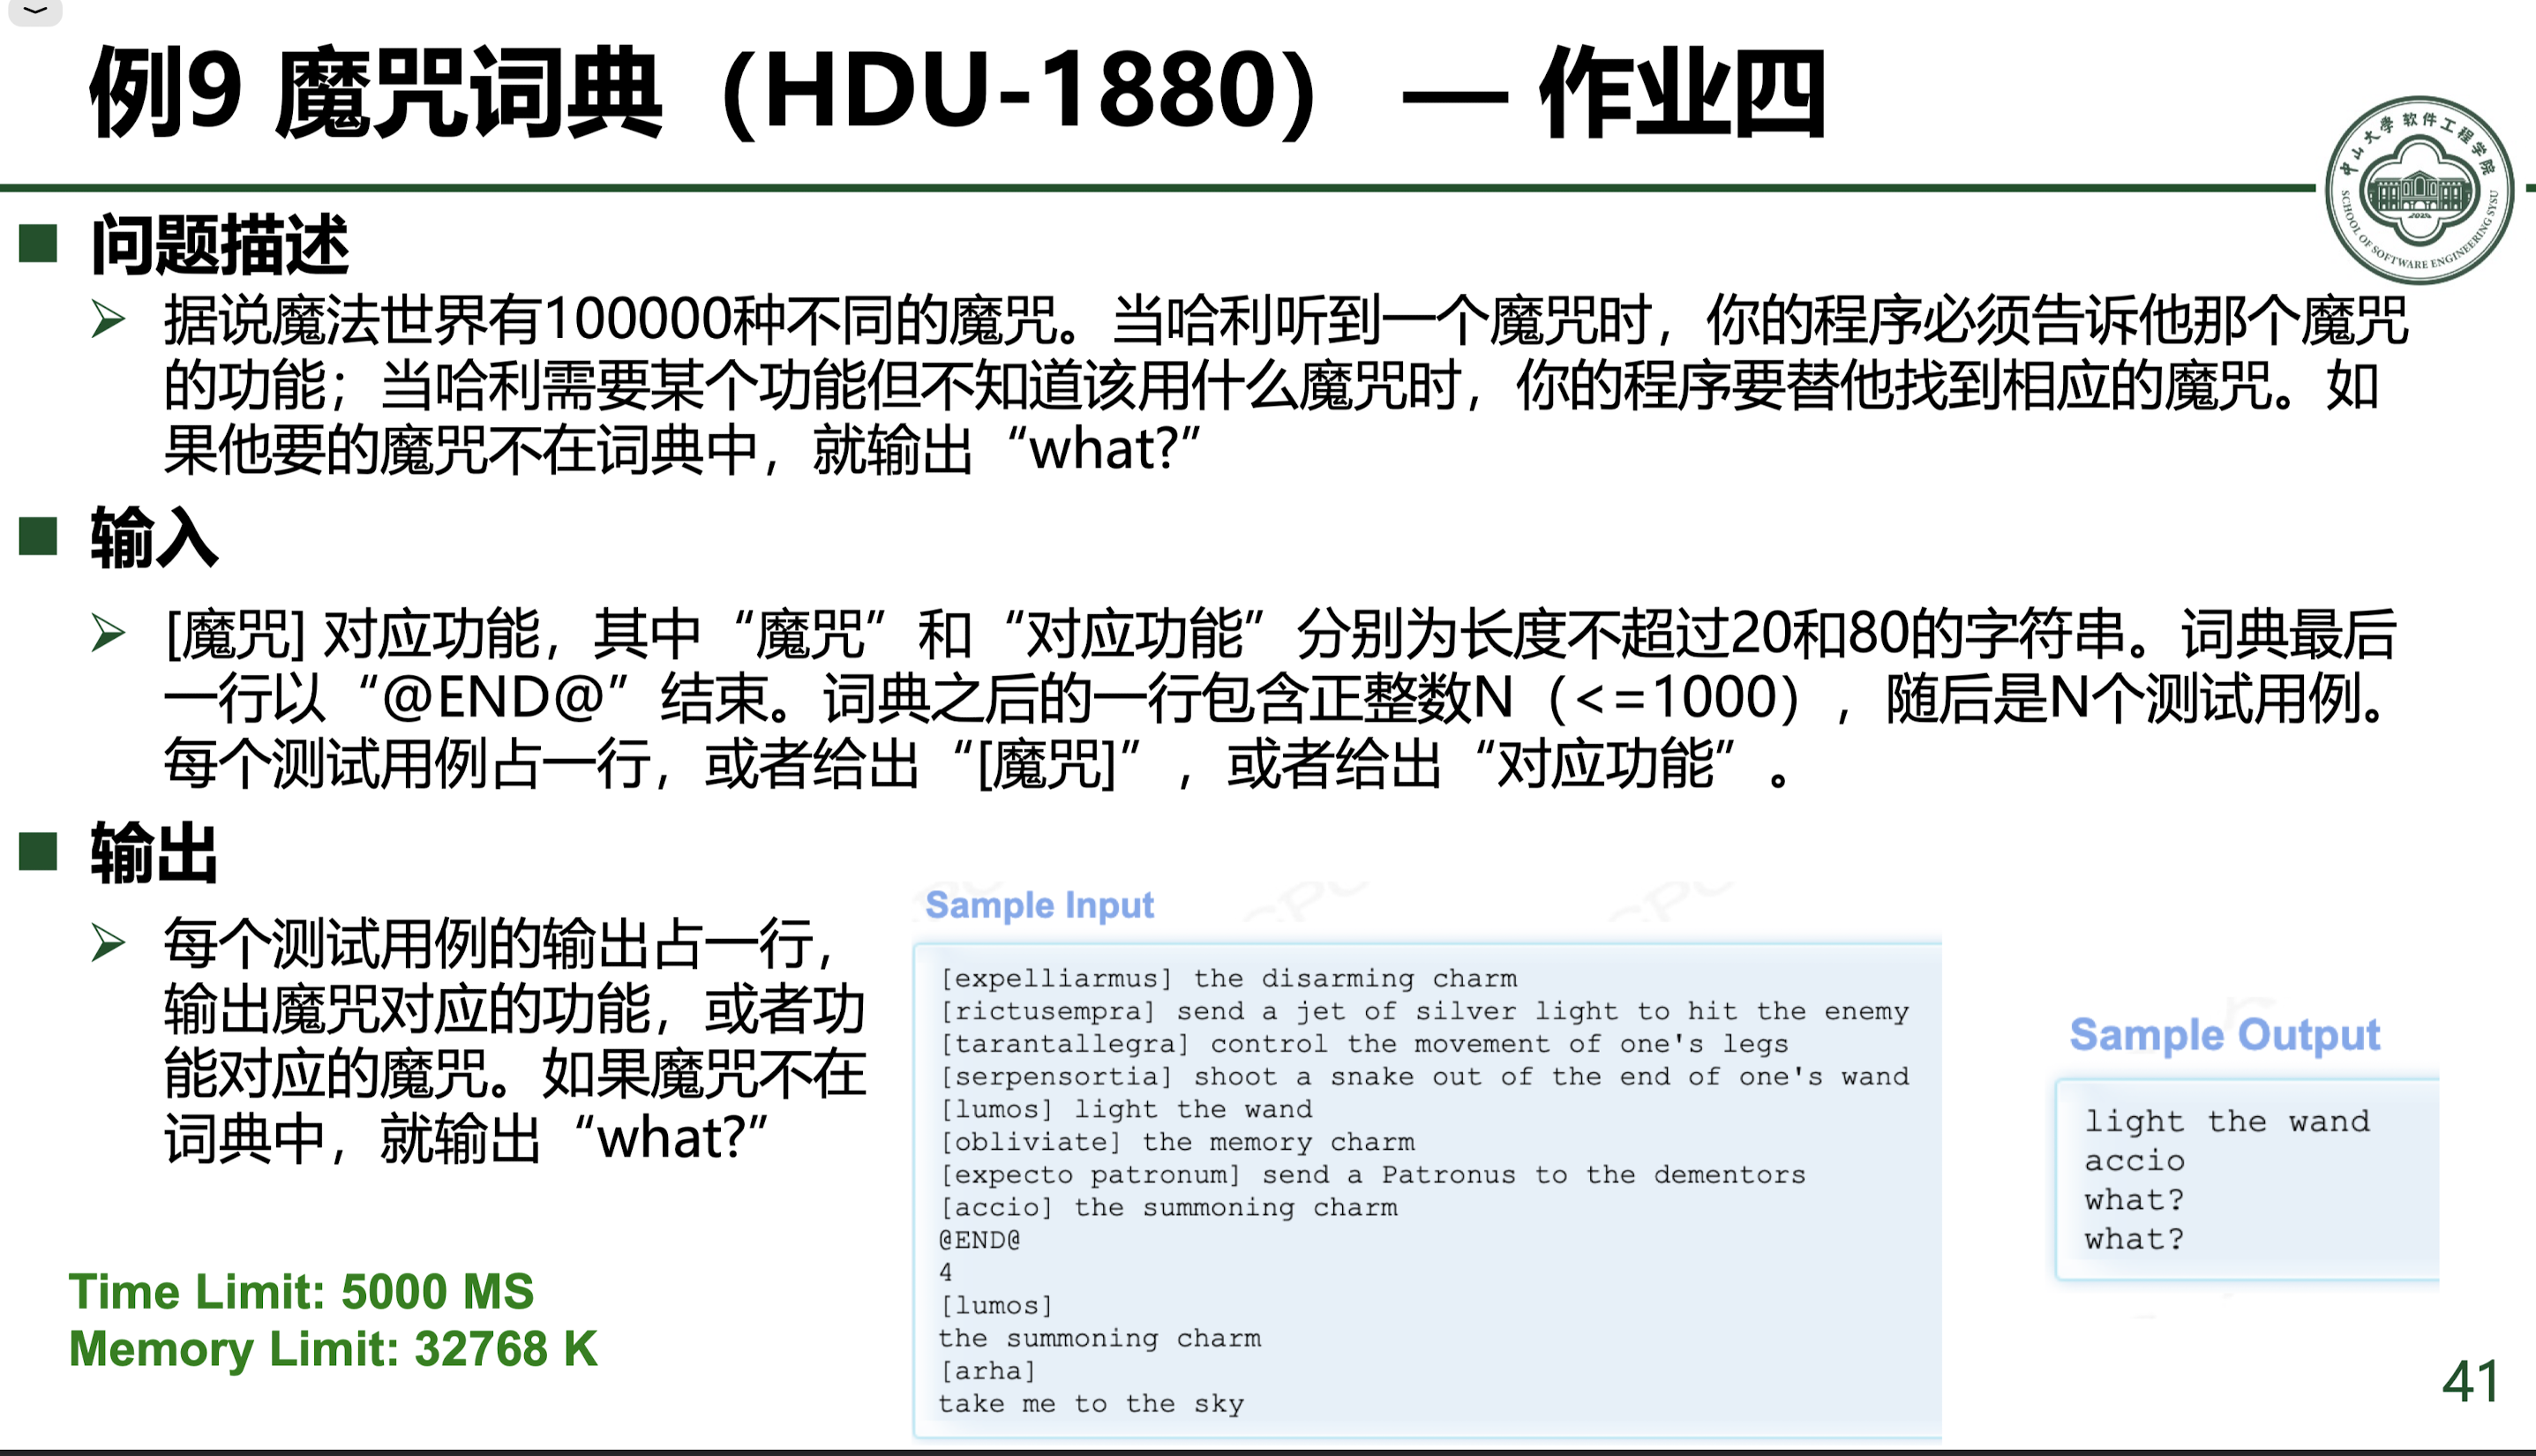 例9 魔咒词典（HDU-1880） — 作业四
中山大学软件工程学院
SCHOOL OF SOFTWARE ENGINEERING SYSU
问题描述
据说魔法世界有100000种不同的魔咒。当哈利听到一个魔咒时，你的程序必须告诉他那个魔咒
的功能；当哈利需要某个功能但不知道该用什么魔咒时，你的程序要替他找到相应的魔咒。如
果他要的魔咒不在词典中，就输出“what?”
输入
[魔咒] 对应功能，其中“魔咒”和“对应功能”分别为长度不超过20和80的字符串。词典最后
一行以“@END@”结束。词典之后的一行包含正整数N（<=1000），随后是N个测试用例。
每个测试用例占一行，或者给出“[魔咒]”，或者给出“对应功能”。
输出
每个测试用例的输出占一行，
输出魔咒对应的功能，或者功
能对应的魔咒。如果魔咒不在
词典中，就输出“what?”
Time Limit: 5000 MS
Memory Limit: 32768 K
Sample Input
[expelliarmus] the disarming charm
[rictusempra] send a jet of silver light to hit the enemy
[tarantallegra] control the movement of one's legs
[serpensortia] shoot a snake out of the end of one's wand
[lumos] light the wand
[obliviate] the memory charm
[expecto patronum] send a Patronus to the dementors
[accio] the summoning charm
@END@
4
[lumos]
the summoning charm
[arha]
take me to the sky
Sample Output
light the wand
accio
what?
what?
41